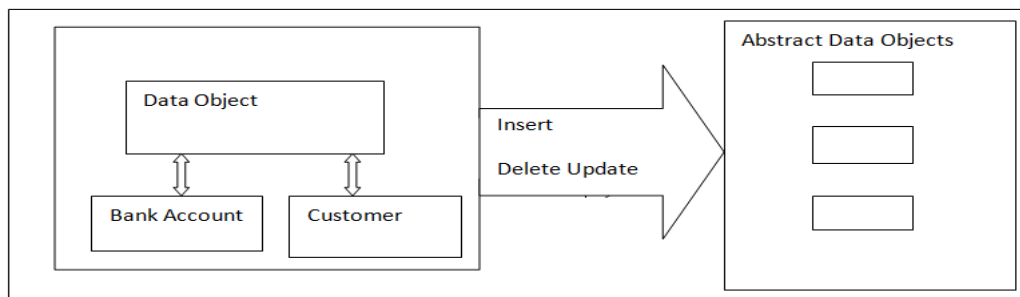 Data Object
Bank Account
Customer
Insert
Delete Update
Abstract Data Objects